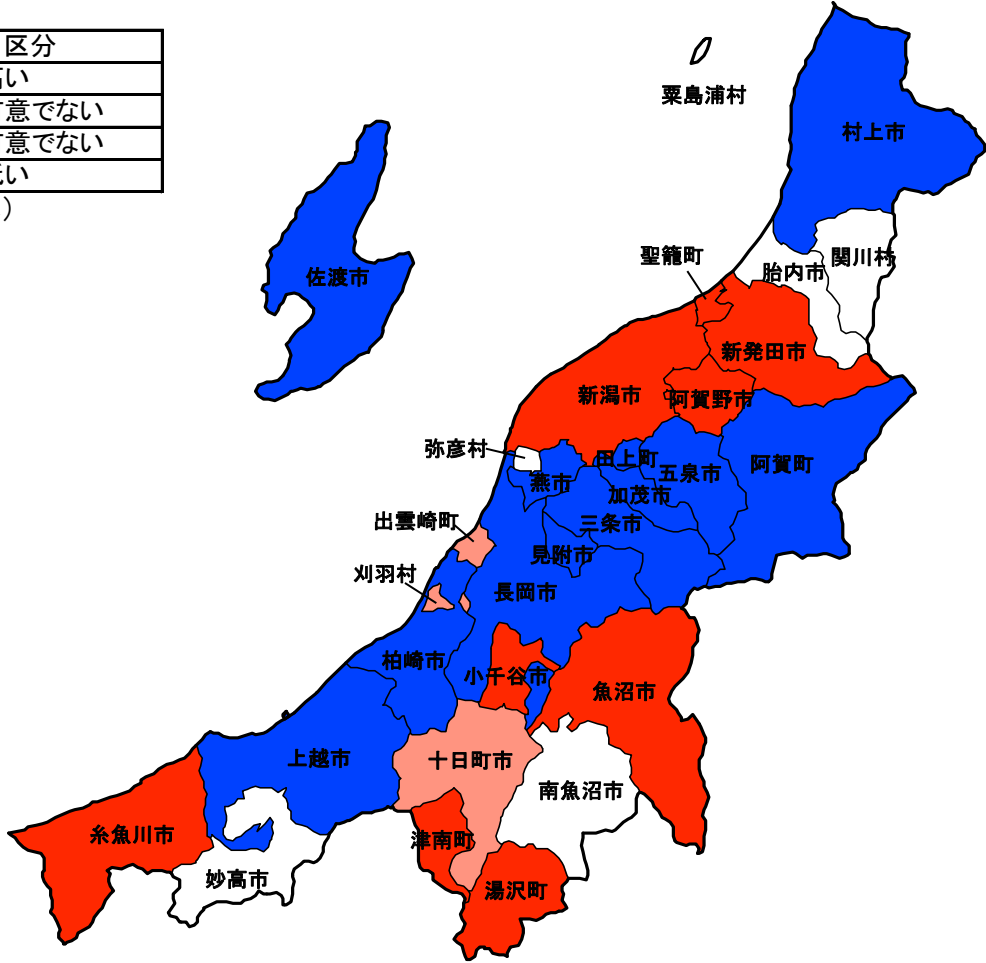 区分
い
意でない
意でない
い
)
粟島浦村
村上市
聖籠町
胎内市
関川村
佐渡市
新発田市
新潟市
阿賀野市
弥彦村
田上町
五泉市
阿賀町
燕市
加茂市
出雲崎町
三条市
見附市
刈羽村
長岡市
柏崎市
小千谷市
魚沼市
上越市
十日町市
南魚沼市
糸魚川市
津南町
妙高市
湯沢町